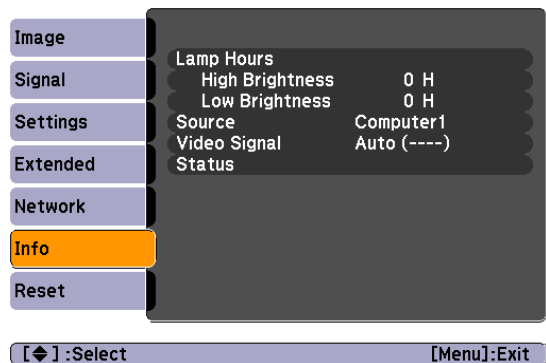 Image
Signal
Settings
Extended
Network
Info
Reset
Lamp Hours
High Brightness 0 H
Low Brightness 0 H
Source Computer1
Video Signal Auto (----)
Status
[◆] :Select [Menu]:Exit